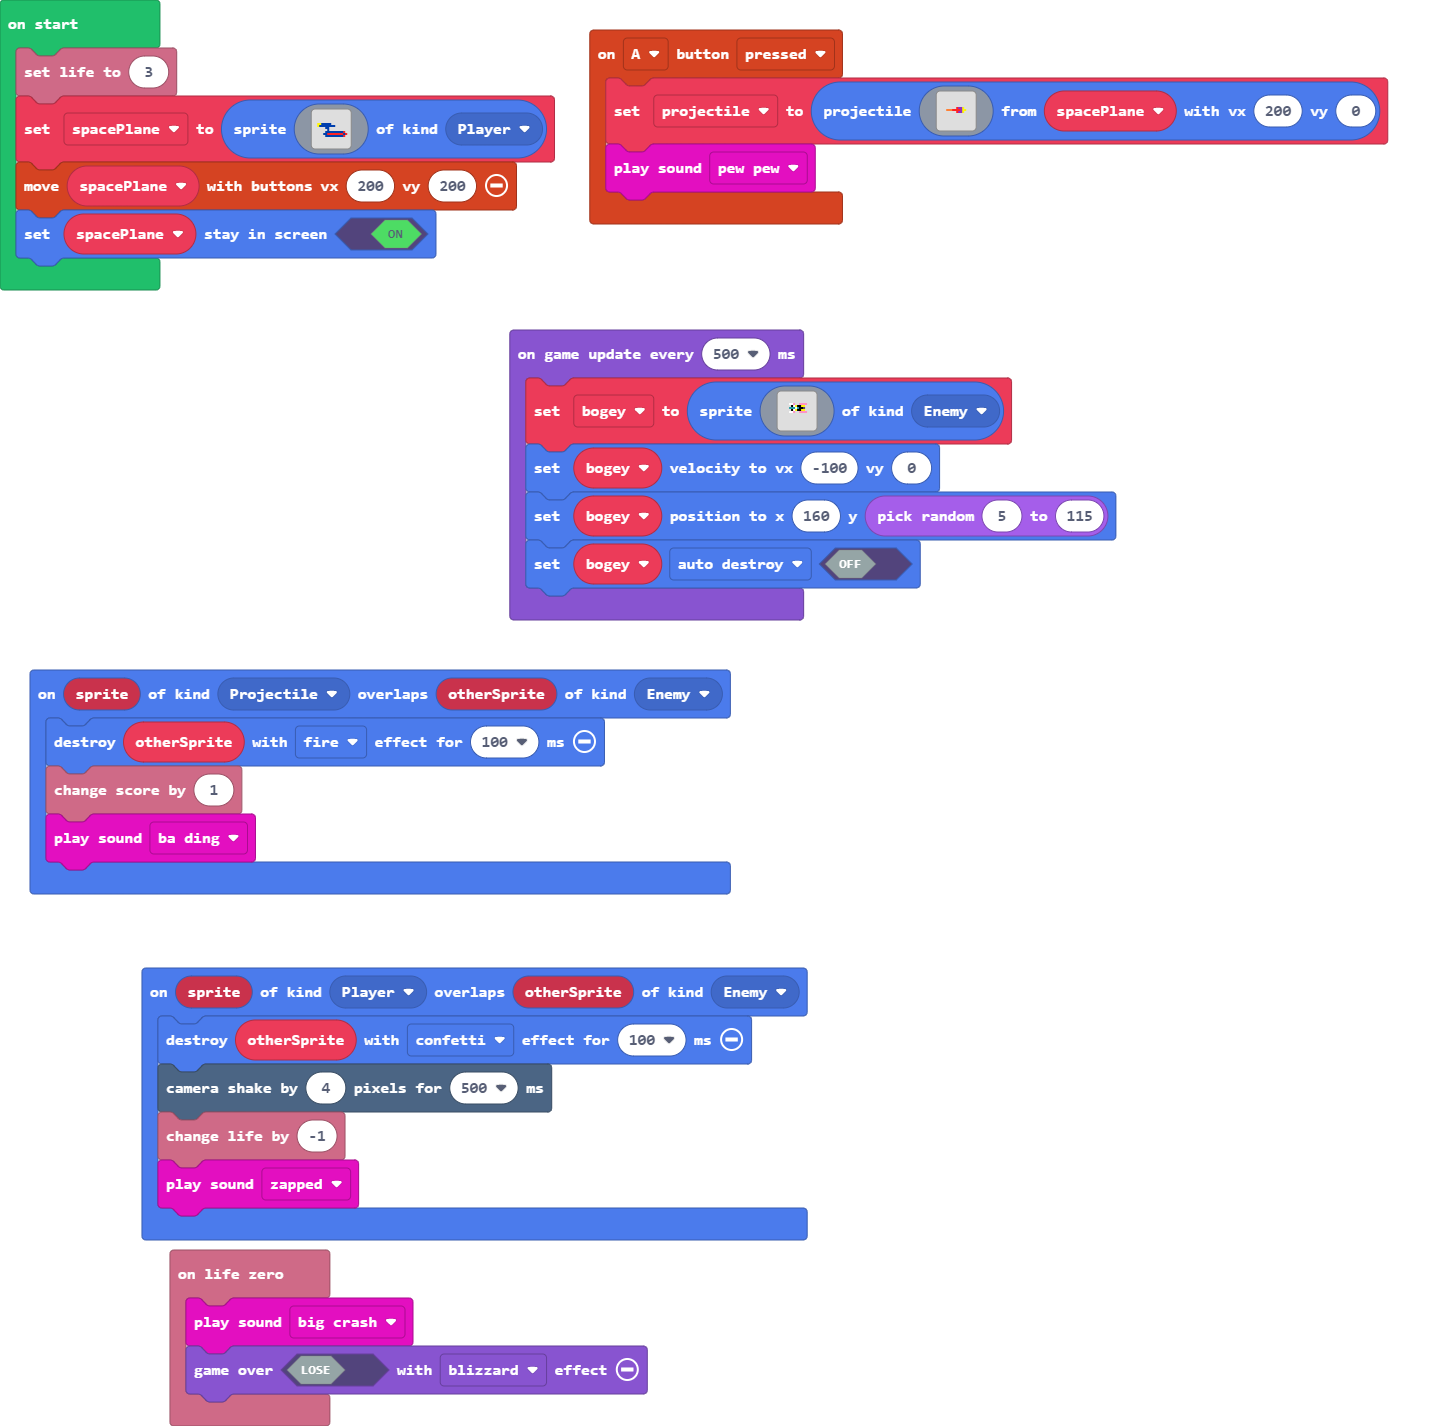 on start
set life to 3
set spacePlane to sprite of kind Player
move spacePlane with buttons vx 200 vy 200
set spacePlane stay in screen ON
on A button pressed
set projectile to projectile from spacePlane with vx 200 vy 0
play sound pew pew
on game update every 500 ms
set bogey to sprite of kind Enemy
set bogey velocity to vx -100 vy 0
set bogey position to x 160 y pick random 5 to 115
set bogey auto destroy OFF
on sprite of kind Projectile overlaps otherSprite of kind Enemy
destroy otherSprite with fire effect for 100 ms
change score by 1
play sound ba ding
on sprite of kind Player overlaps otherSprite of kind Enemy
destroy otherSprite with confetti effect for 100 ms
camera shake by 4 pixels for 500 ms
change life by -1
play sound zapped
on life zero
play sound big crash
game over LOSE with blizzard effect